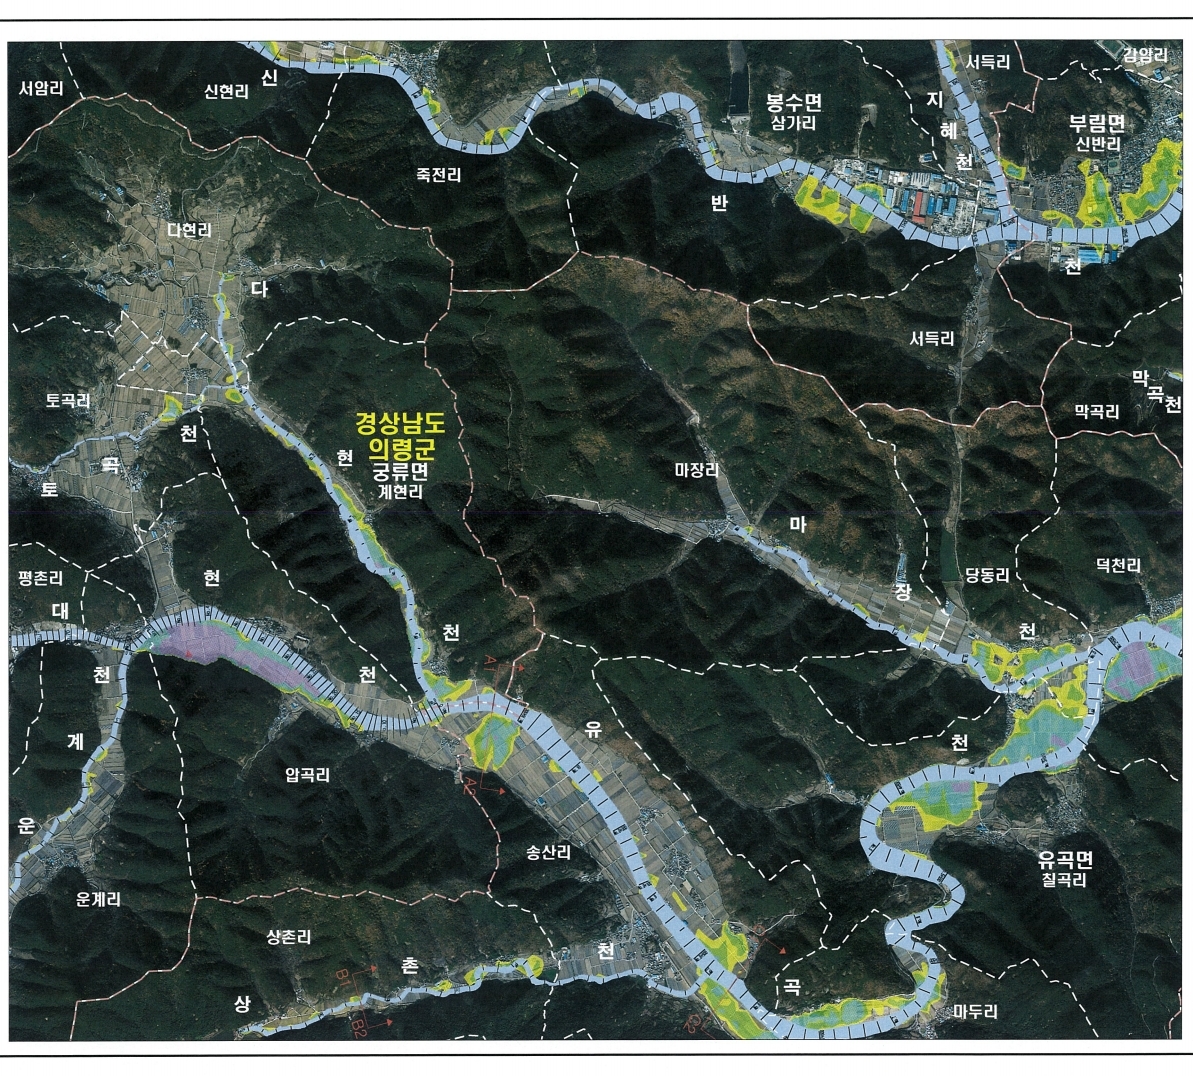 서암리
신현리
신
죽전리
봉수면
삼가리
반
지
혜
천
서득리
감암리
부림면
신반리
천
다현리
다
서득리
막
곡
천
막곡리
토곡리
천
곡
토
경상남도
의령군
궁류면
계현리
현
마장리
마
장
당동리
덕천리
평촌리
대
현
천
천
천
천
유
A1
A2
천
계
압곡리
운
운계리
송산리
유곡면
칠곡리
상촌리
촌
천
상
B1
B2
C2
곡
마두리